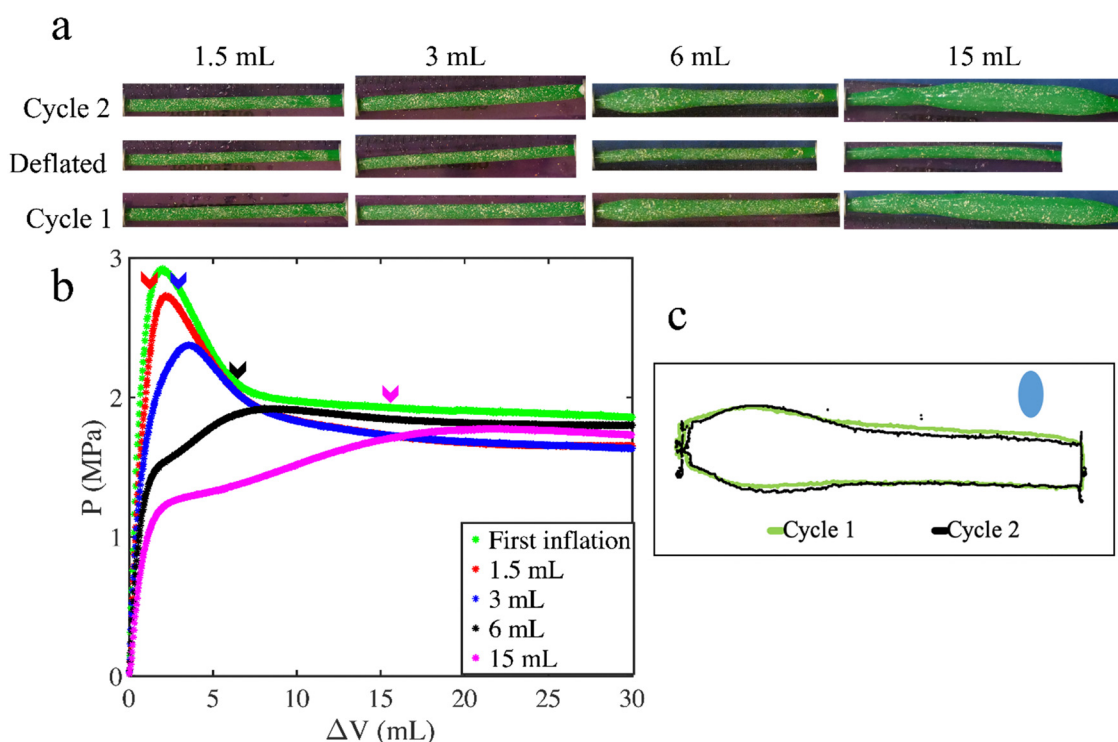 a
1.5 mL 3 mL 6 mL 15 mL
Cycle 2
Deflated
Cycle 1
b
3
2
1
0
P (MPa)
0 5 10 15 20 25 30
ΔV (mL)
First inflation
1.5 mL
3 mL
6 mL
15 mL
c
Cycle 1 Cycle 2